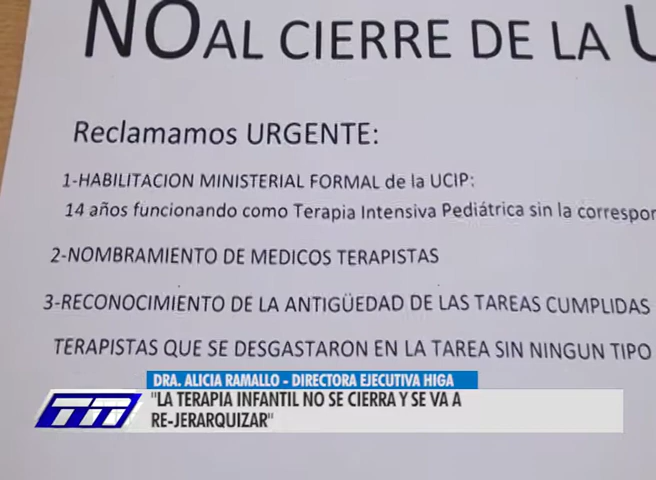 NO AL CIERRE DE LA
Reclamamos URGENTE:
1-HABILITACION MINISTERIAL FORMAL de la UCIP:
14 años funcionando como Terapia Intensiva Pediátrica sin la correspon
2-NOMBRAMIENTO DE MEDICOS TERAPISTAS
3-RECONOCIMIENTO DE LA ANTIGÜEDAD DE LAS TAREAS CUMPLIDAS
TERAPISTAS QUE SE DESGASTARON EN LA TAREA SIN NINGUN TIPO
DRA. ALICIA RAMALLO - DIRECTORA EJECUTIVA HIGA
"LA TERAPIA INFANTIL NO SE CIERRA Y SE VA A
RE-JERARQUIZAR"